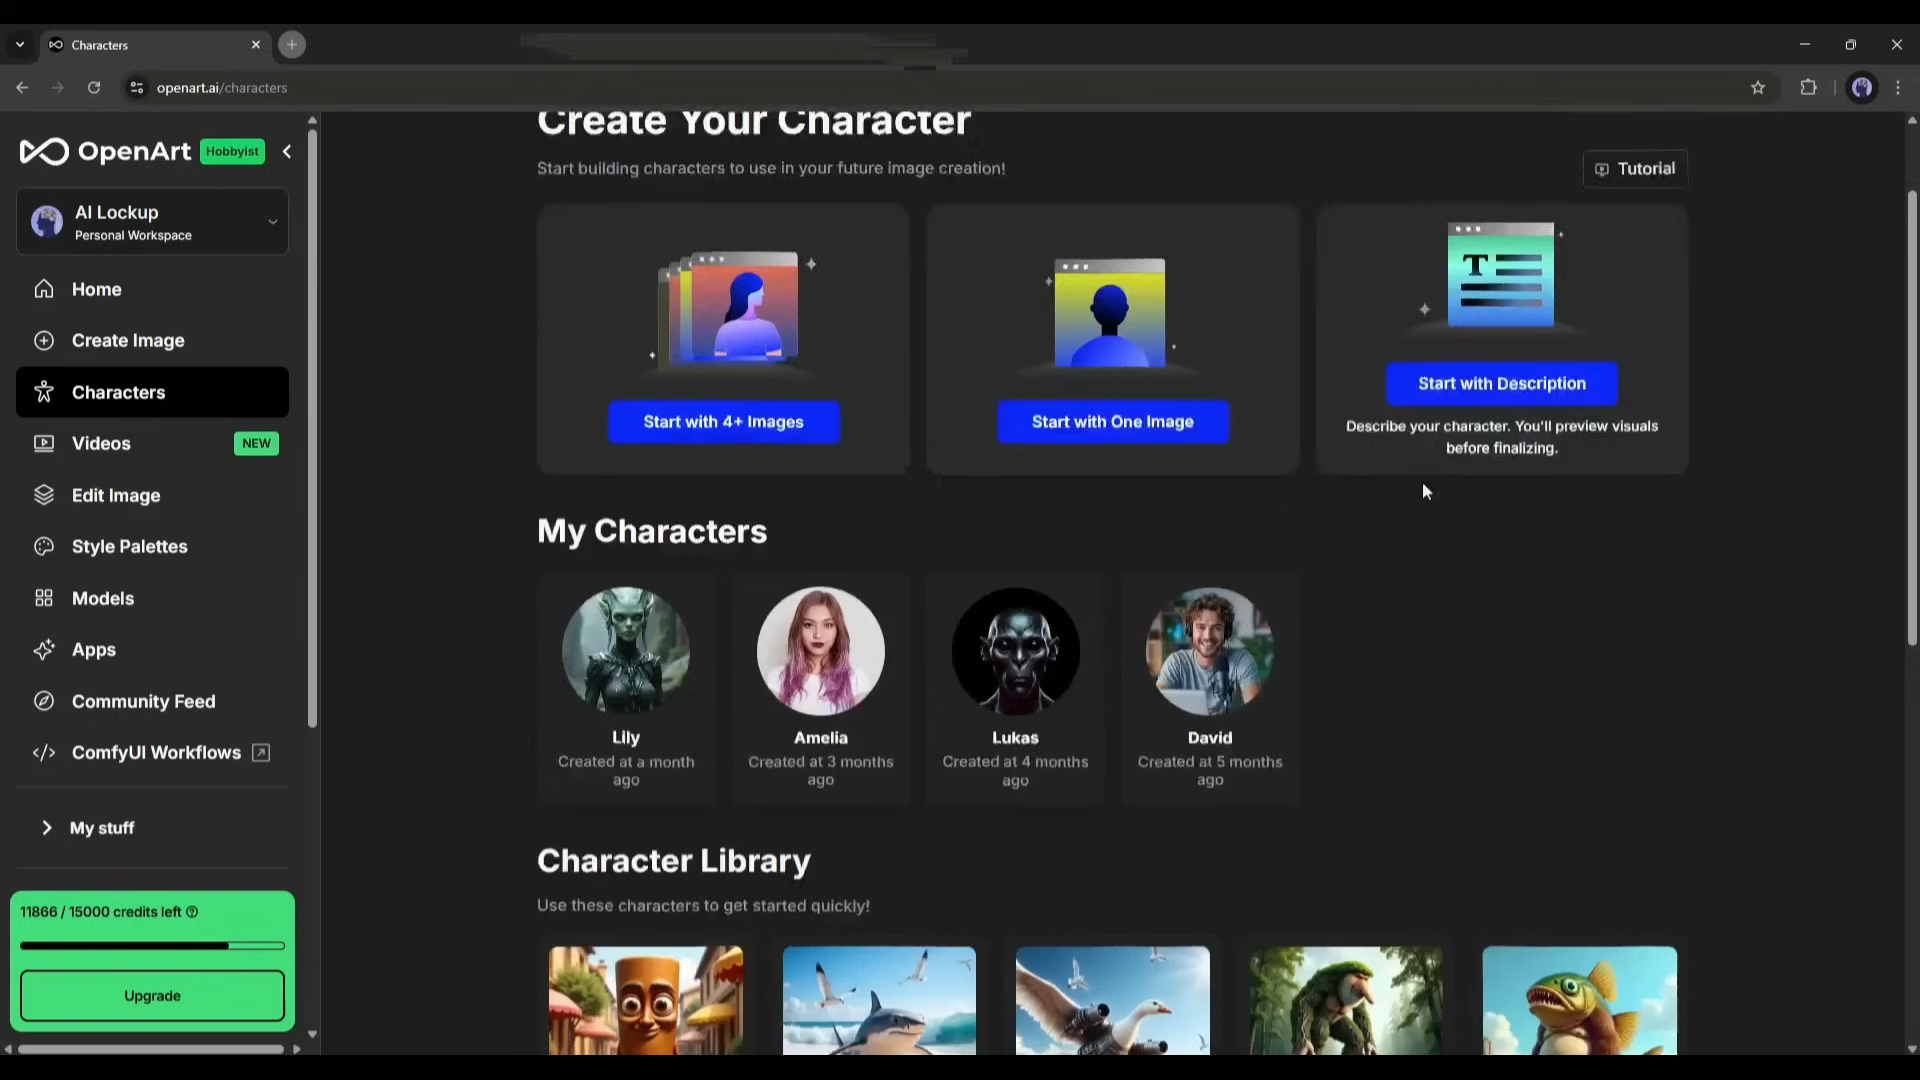 Characters
openart.ai/characters
OpenArt Hobbyist
AI Lockup
Personal Workspace
Home
Create Image
Characters
Videos NEW
Edit Image
Style Palettes
Models
Apps
Community Feed
</> ComfyUI Workflows
My stuff
11866 / 15000 credits left
Upgrade
Create Your Character
Start building characters to use in your future image creation!
Tutorial
Start with 4+ Images
Start with One Image
T
Start with Description
Describe your character. You'll preview visuals
before finalizing.
My Characters
Lily
Created at a month
ago
Amelia
Created at 3 months
ago
Lukas
Created at 4 months
ago
David
Created at 5 months
ago
Character Library
Use these characters to get started quickly!